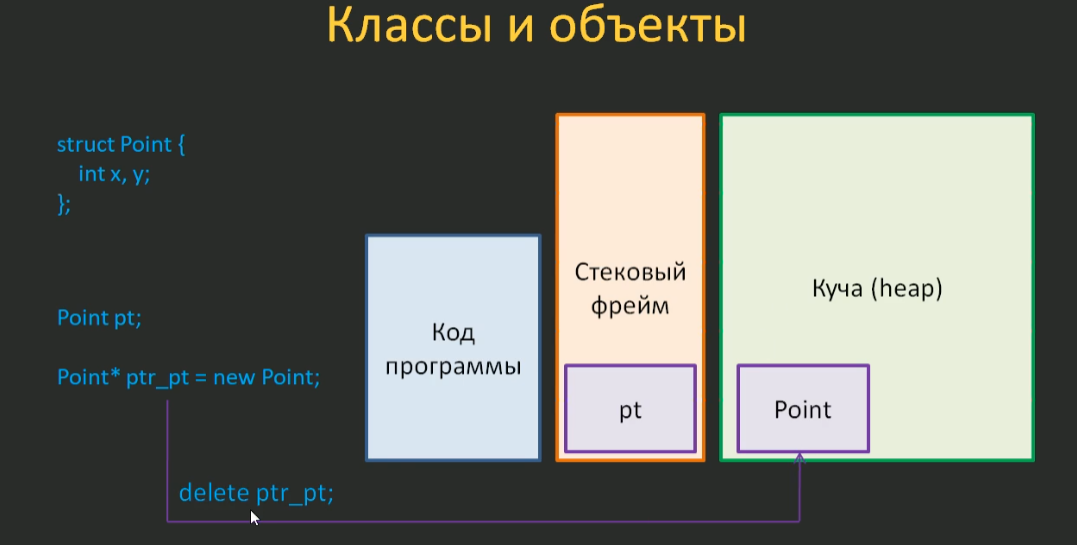 Классы и объекты
struct Point {
int x, y;
};
Point pt;
Point* ptr_pt = new Point;
delete ptr_pt;
Код
программы
Стековый
фрейм
pt
Куча (heap)
Point